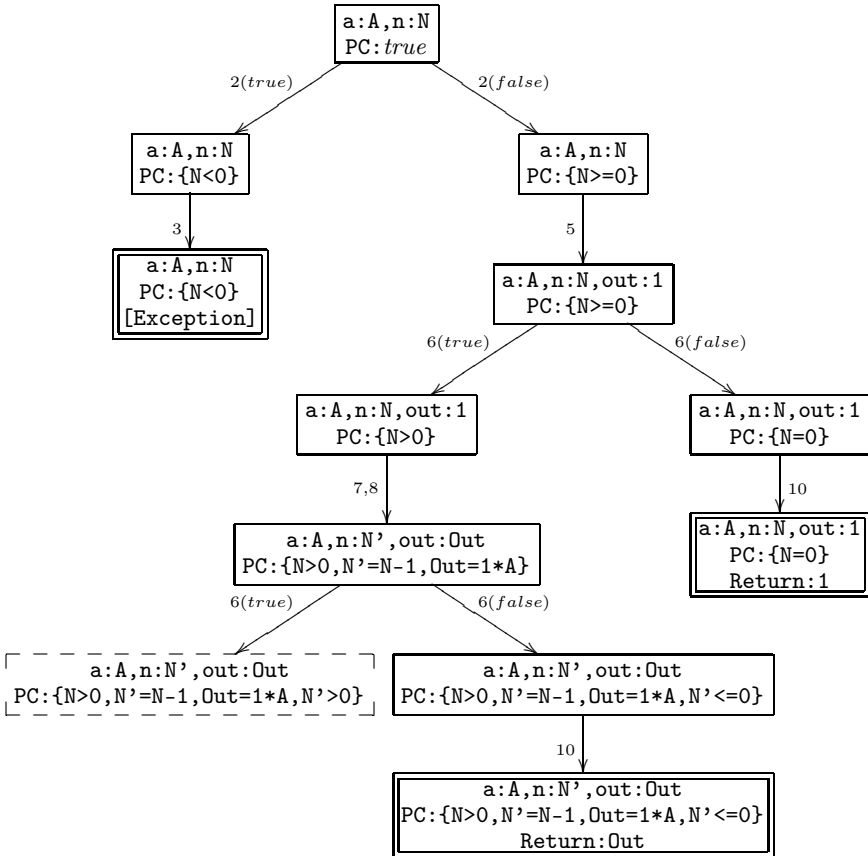 a:A,n:N
PC:true
2(true)
2(false)
a:A,n:N
PC:{N<0}
a:A,n:N
PC:{N>=0}
3
5
a:A,n:N
PC:{N<0}
[Exception]
a:A,n:N,out:1
PC:{N>=0}
6(true)
6(false)
a:A,n:N,out:1
PC:{N>0}
a:A,n:N,out:1
PC:{N=0}
7,8
10
a:A,n:N',out:Out
PC:{N>0,N'=N-1,Out=1*A}
a:A,n:N,out:1
PC:{N=0}
Return:1
6(true)
6(false)
a:A,n:N',out:Out
PC:{N>0,N'=N-1,Out=1*A,N'>0}
a:A,n:N',out:Out
PC:{N>0,N'=N-1,Out=1*A,N'<=0}
10
a:A,n:N',out:Out
PC:{N>0,N'=N-1,Out=1*A,N'<=0}
Return:Out